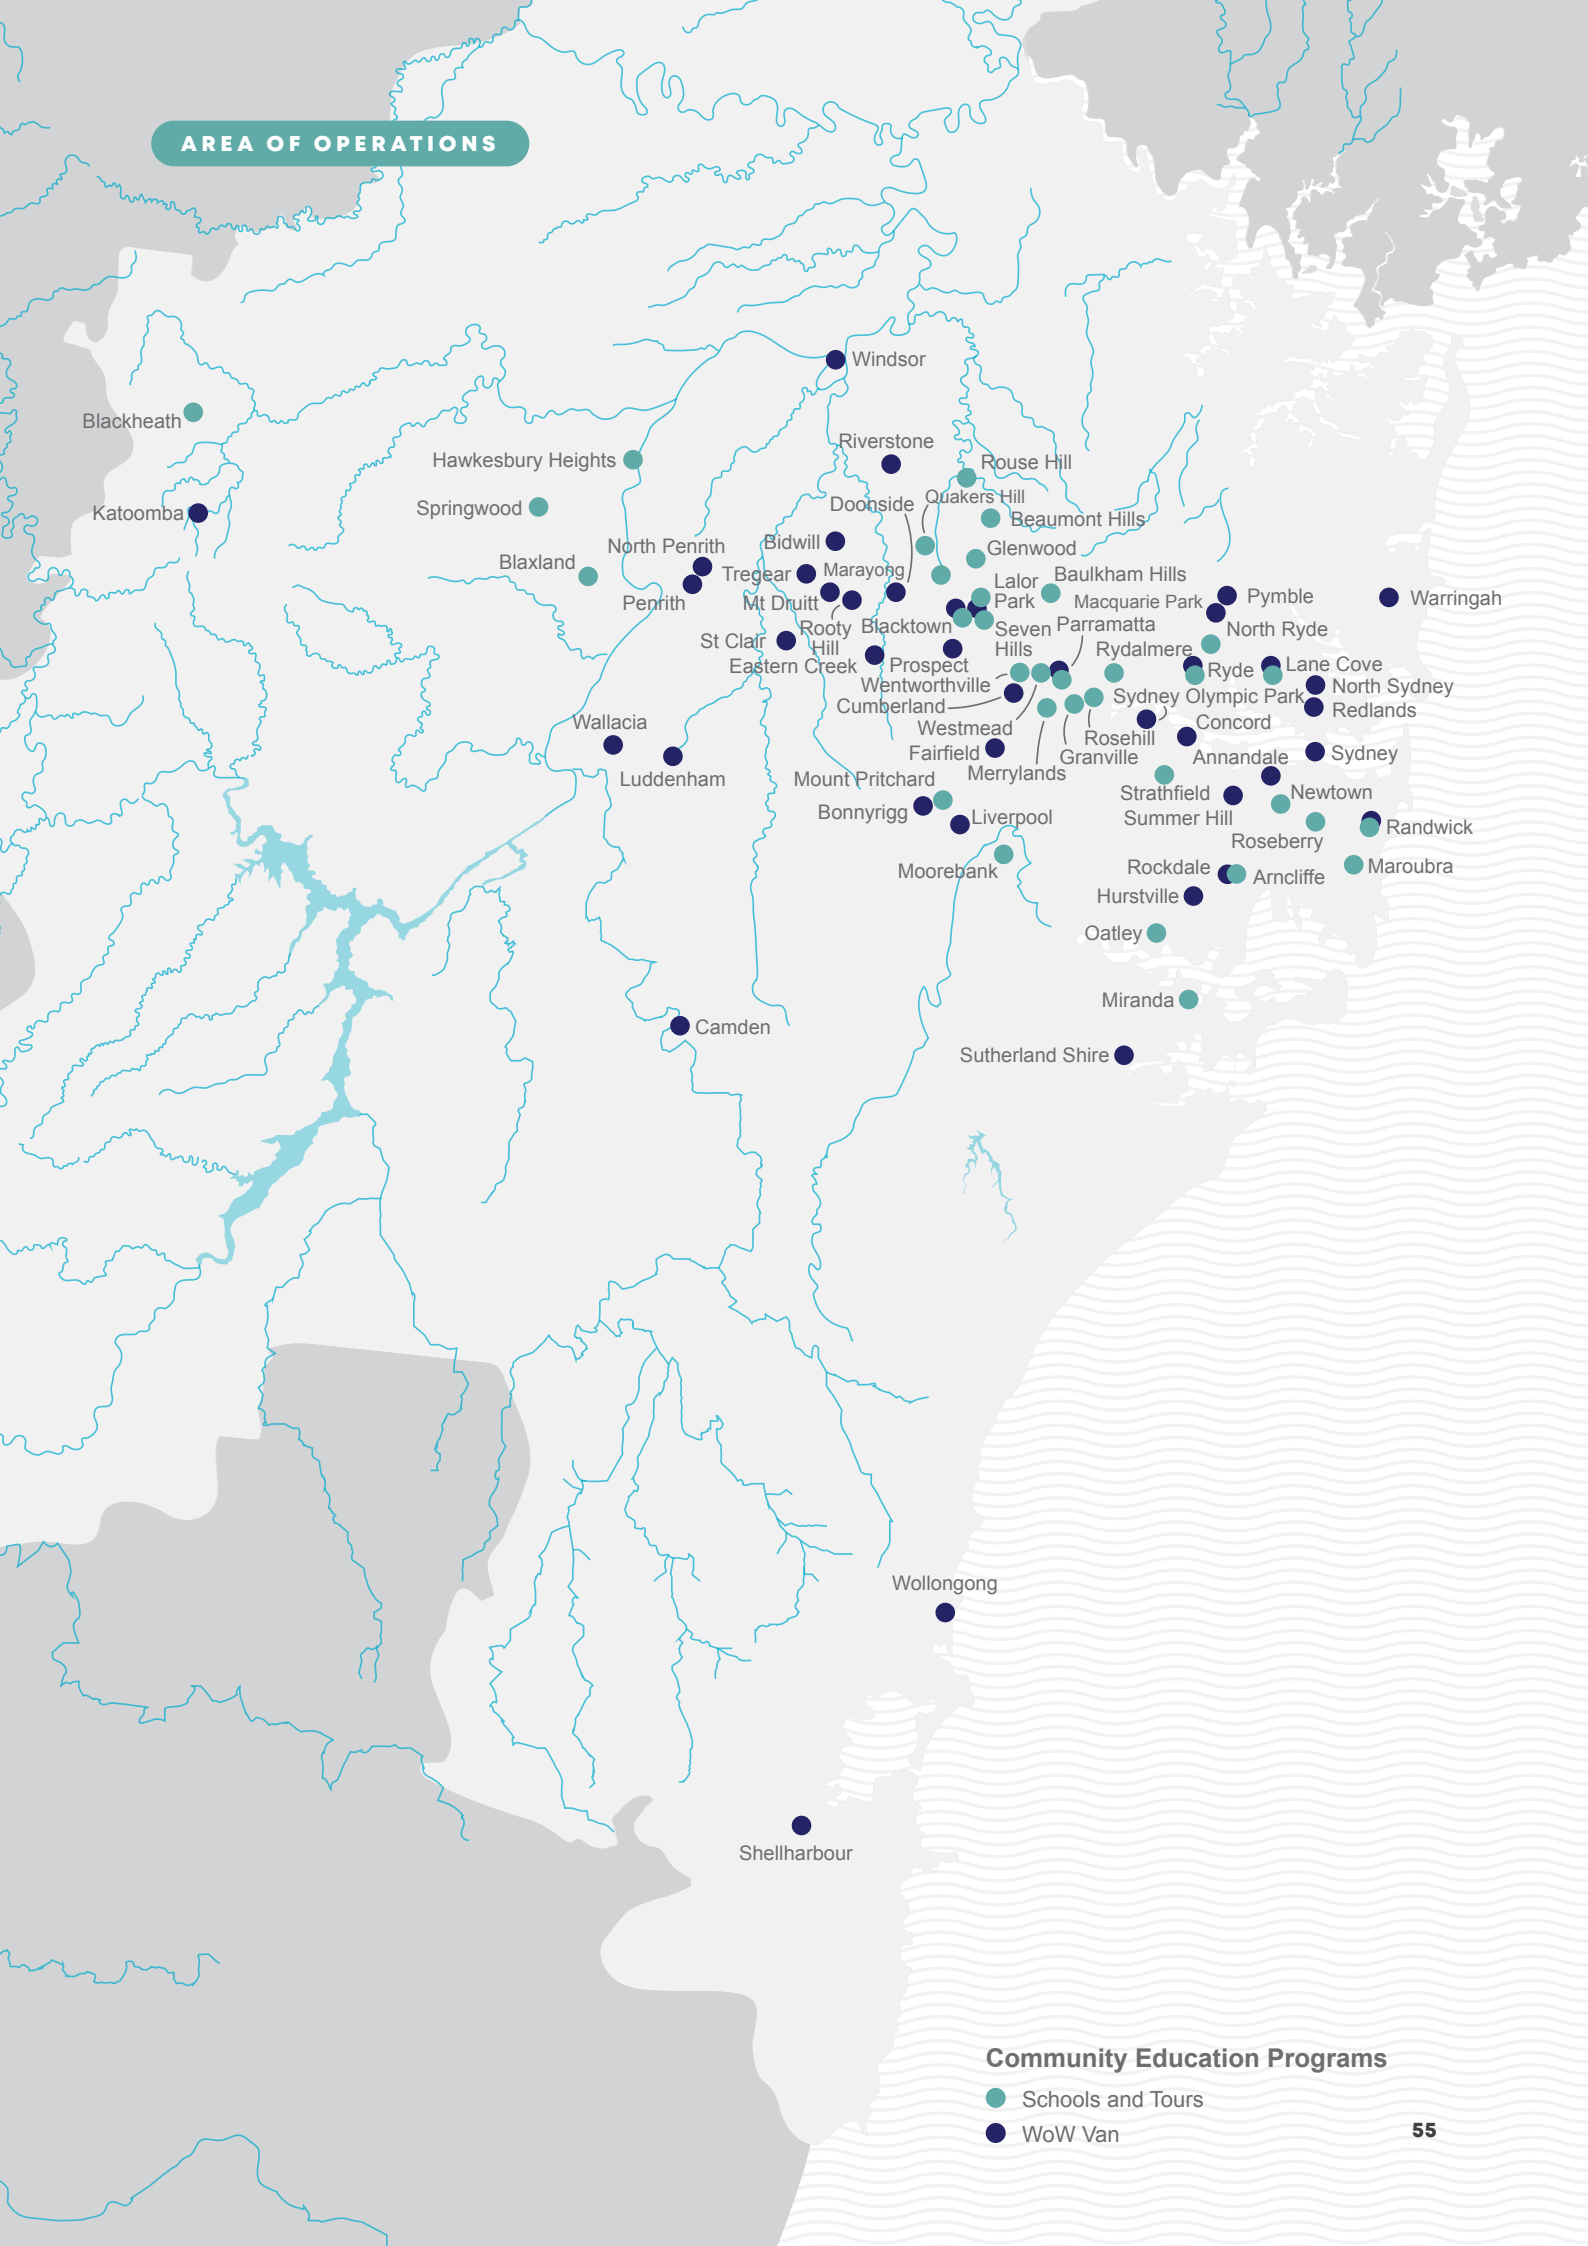 AREA OF OPERATIONS
Windsor
Blackheath
Riverstone
Hawkesbury Heights
Rouse Hill
Quakers Hill
Doonside
Springwood
Katoomba
Beaumont Hills
Bidwill
North Penrith
Glenwood
Blaxland
Tregear
Marayong
Baulkham Hills
Lalor
Park
Penrith
Mt Druitt
Macquarie Park
Pymble
Warringah
Rooty
Hill
Blacktown
Seven
Hills
Parramatta
North Ryde
St Clair
Rydalmere
Eastern Creek
Prospect
Ryde
Lane Cove
Wentworthville
North Sydney
Cumberland
Sydney Olympic Park
Redlands
Wallacia
Westmead
Rosehill
Concord
Fairfield
Granville
Annandale
Sydney
Luddenham
Mount Pritchard
Merrylands
Strathfield
Newtown
Bonnyrigg
Liverpool
Summer Hill
Randwick
Roseberry
Moorebank
Rockdale
Arncliffe
Maroubra
Hurstville
Oatley
Miranda
Camden
Sutherland Shire
Wollongong
Shellharbour
Community Education Programs
Schools and Tours
WoW Van
55